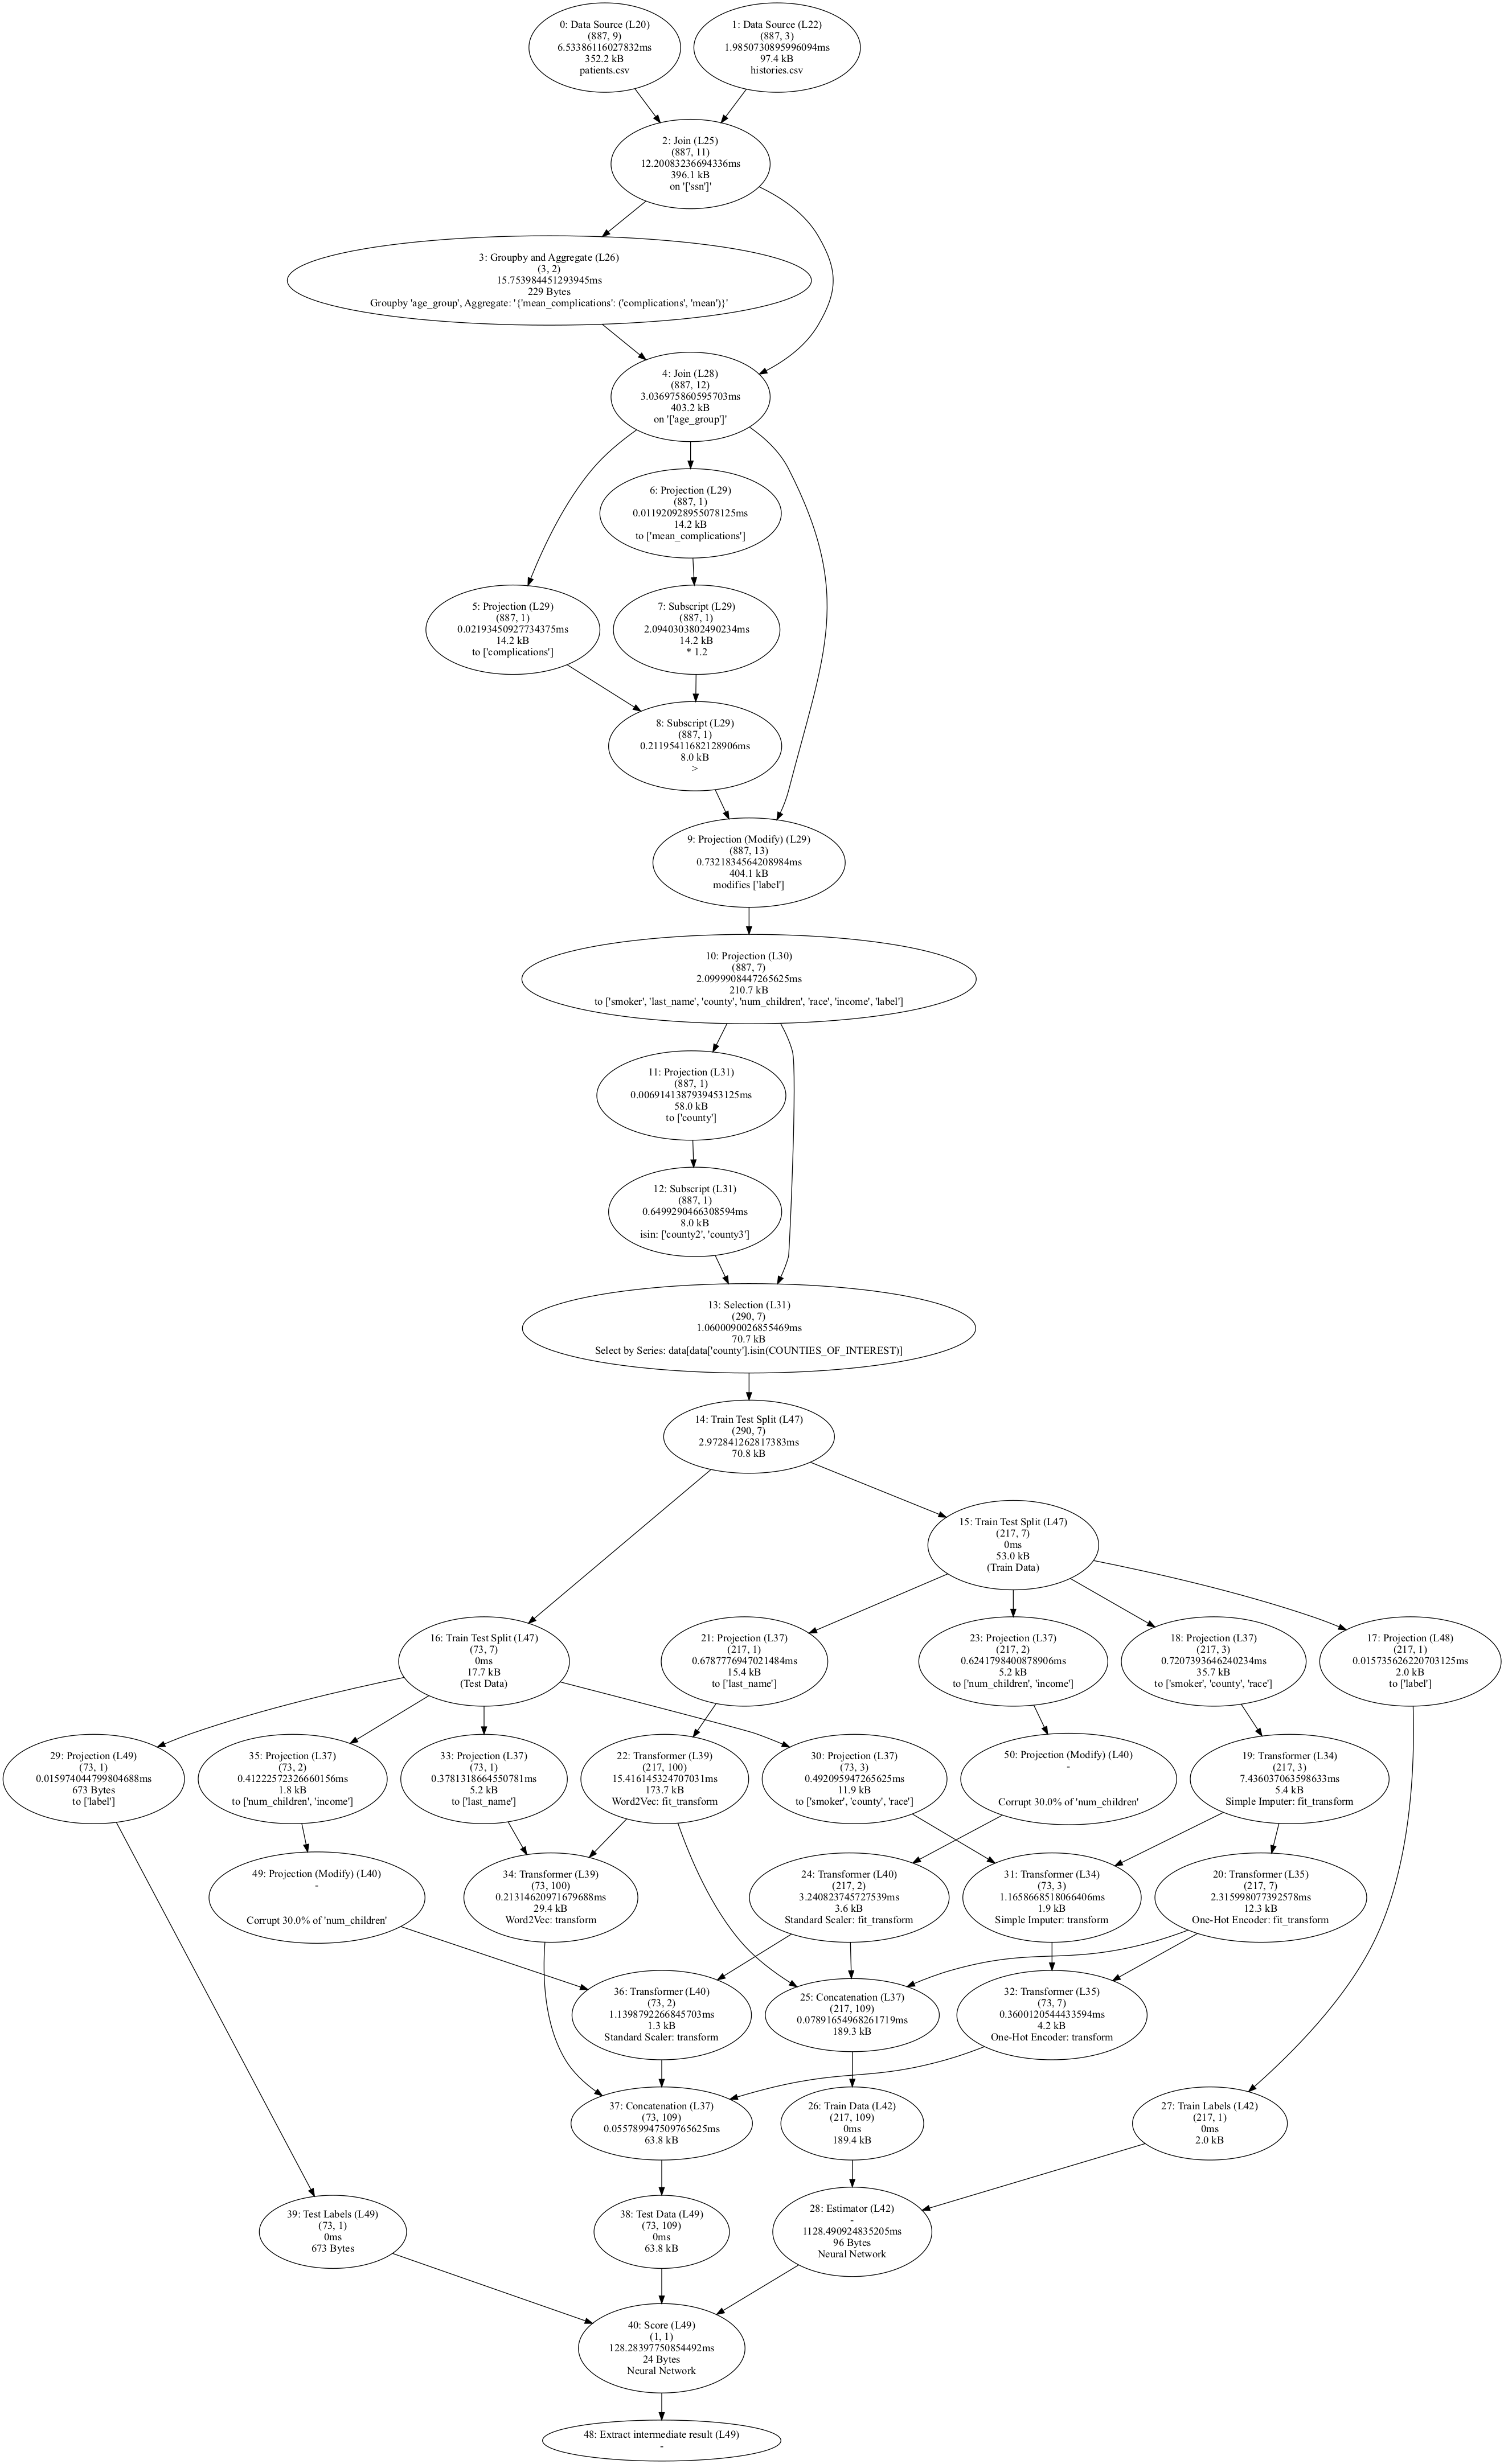 0: Data Source (L20)
(887, 9)
6.53386116027832ms
352.2 kB
patients.csv
1: Data Source (L22)
(887, 3)
1.9850730895996094ms
97.4 kB
histories.csv
2: Join (L25)
(887, 11)
12.20083236694336ms
396.1 kB
on '['ssn']'
3: Groupby and Aggregate (L26)
(3, 2)
15.753984451293945ms
229 Bytes
Groupby 'age_group', Aggregate: '{'mean_complications': ('complications', 'mean')}'
4: Join (L28)
(887, 12)
3.036975860595703ms
403.2 kB
on '['age_group']'
6: Projection (L29)
(887, 1)
0.011920928955078125ms
14.2 kB
to ['mean_complications']
5: Projection (L29)
(887, 1)
0.02193450927734375ms
14.2 kB
to ['complications']
7: Subscript (L29)
(887, 1)
2.0940303802490234ms
14.2 kB
* 1.2
8: Subscript (L29)
(887, 1)
0.21195411682128906ms
8.0 kB
>
9: Projection (Modify) (L29)
(887, 13)
0.7321834564208984ms
404.1 kB
modifies ['label']
10: Projection (L30)
(887, 7)
2.0999908447265625ms
210.7 kB
to ['smoker', 'last_name', 'county', 'num_children', 'race', 'income', 'label']
11: Projection (L31)
(887, 1)
0.0069141387939453125ms
58.0 kB
to ['county']
12: Subscript (L31)
(887, 1)
0.6499290466308594ms
8.0 kB
isin: ['county2', 'county3']
13: Selection (L31)
(290, 7)
1.0600090026855469ms
70.7 kB
Select by Series: data[data['county'].isin(COUNTIES_OF_INTEREST)]
14: Train Test Split (L47)
(290, 7)
2.972841262817383ms
70.8 kB
15: Train Test Split (L47)
(217, 7)
0ms
53.0 kB
(Train Data)
16: Train Test Split (L47)
(73, 7)
0ms
17.7 kB
(Test Data)
21: Projection (L37)
(217, 1)
0.6787776947021484ms
15.4 kB
to ['last_name']
23: Projection (L37)
(217, 2)
0.6241798400878906ms
5.2 kB
to ['num_children', 'income']
18: Projection (L37)
(217, 3)
0.7207393646240234ms
35.7 kB
to ['smoker', 'county', 'race']
17: Projection (L48)
(217, 1)
0.015735626220703125ms
2.0 kB
to ['label']
29: Projection (L49)
(73, 1)
0.015974044799804688ms
673 Bytes
to ['label']
35: Projection (L37)
(73, 2)
0.41222572326660156ms
1.8 kB
to ['num_children', 'income']
33: Projection (L37)
(73, 1)
0.3781318664550781ms
5.2 kB
to ['last_name']
22: Transformer (L39)
(217, 100)
15.416145324707031ms
173.7 kB
Word2Vec: fit_transform
30: Projection (L37)
(73, 3)
0.492095947265625ms
11.9 kB
to ['smoker', 'county', 'race']
50: Projection (Modify) (L40)
-
Corrupt 30.0% of 'num_children'
19: Transformer (L34)
(217, 3)
7.436037063598633ms
5.4 kB
Simple Imputer: fit_transform
49: Projection (Modify) (L40)
-
Corrupt 30.0% of 'num_children'
34: Transformer (L39)
(73, 100)
0.21314620971679688ms
29.4 kB
Word2Vec: transform
24: Transformer (L40)
(217, 2)
3.240823745727539ms
3.6 kB
Standard Scaler: fit_transform
31: Transformer (L34)
(73, 3)
1.1658668518066406ms
1.9 kB
Simple Imputer: transform
20: Transformer (L35)
(217, 7)
2.315998077392578ms
12.3 kB
One-Hot Encoder: fit_transform
36: Transformer (L40)
(73, 2)
1.1398792266845703ms
1.3 kB
Standard Scaler: transform
25: Concatenation (L37)
(217, 109)
0.07891654968261719ms
189.3 kB
32: Transformer (L35)
(73, 7)
0.3600120544433594ms
4.2 kB
One-Hot Encoder: transform
37: Concatenation (L37)
(73, 109)
0.055789947509765625ms
63.8 kB
26: Train Data (L42)
(217, 109)
0ms
189.4 kB
27: Train Labels (L42)
(217, 1)
0ms
2.0 kB
39: Test Labels (L49)
(73, 1)
0ms
673 Bytes
38: Test Data (L49)
(73, 109)
0ms
63.8 kB
28: Estimator (L42)
-
1128.490924835205ms
96 Bytes
Neural Network
40: Score (L49)
(1, 1)
128.28397750854492ms
24 Bytes
Neural Network
48: Extract intermediate result (L49)
-